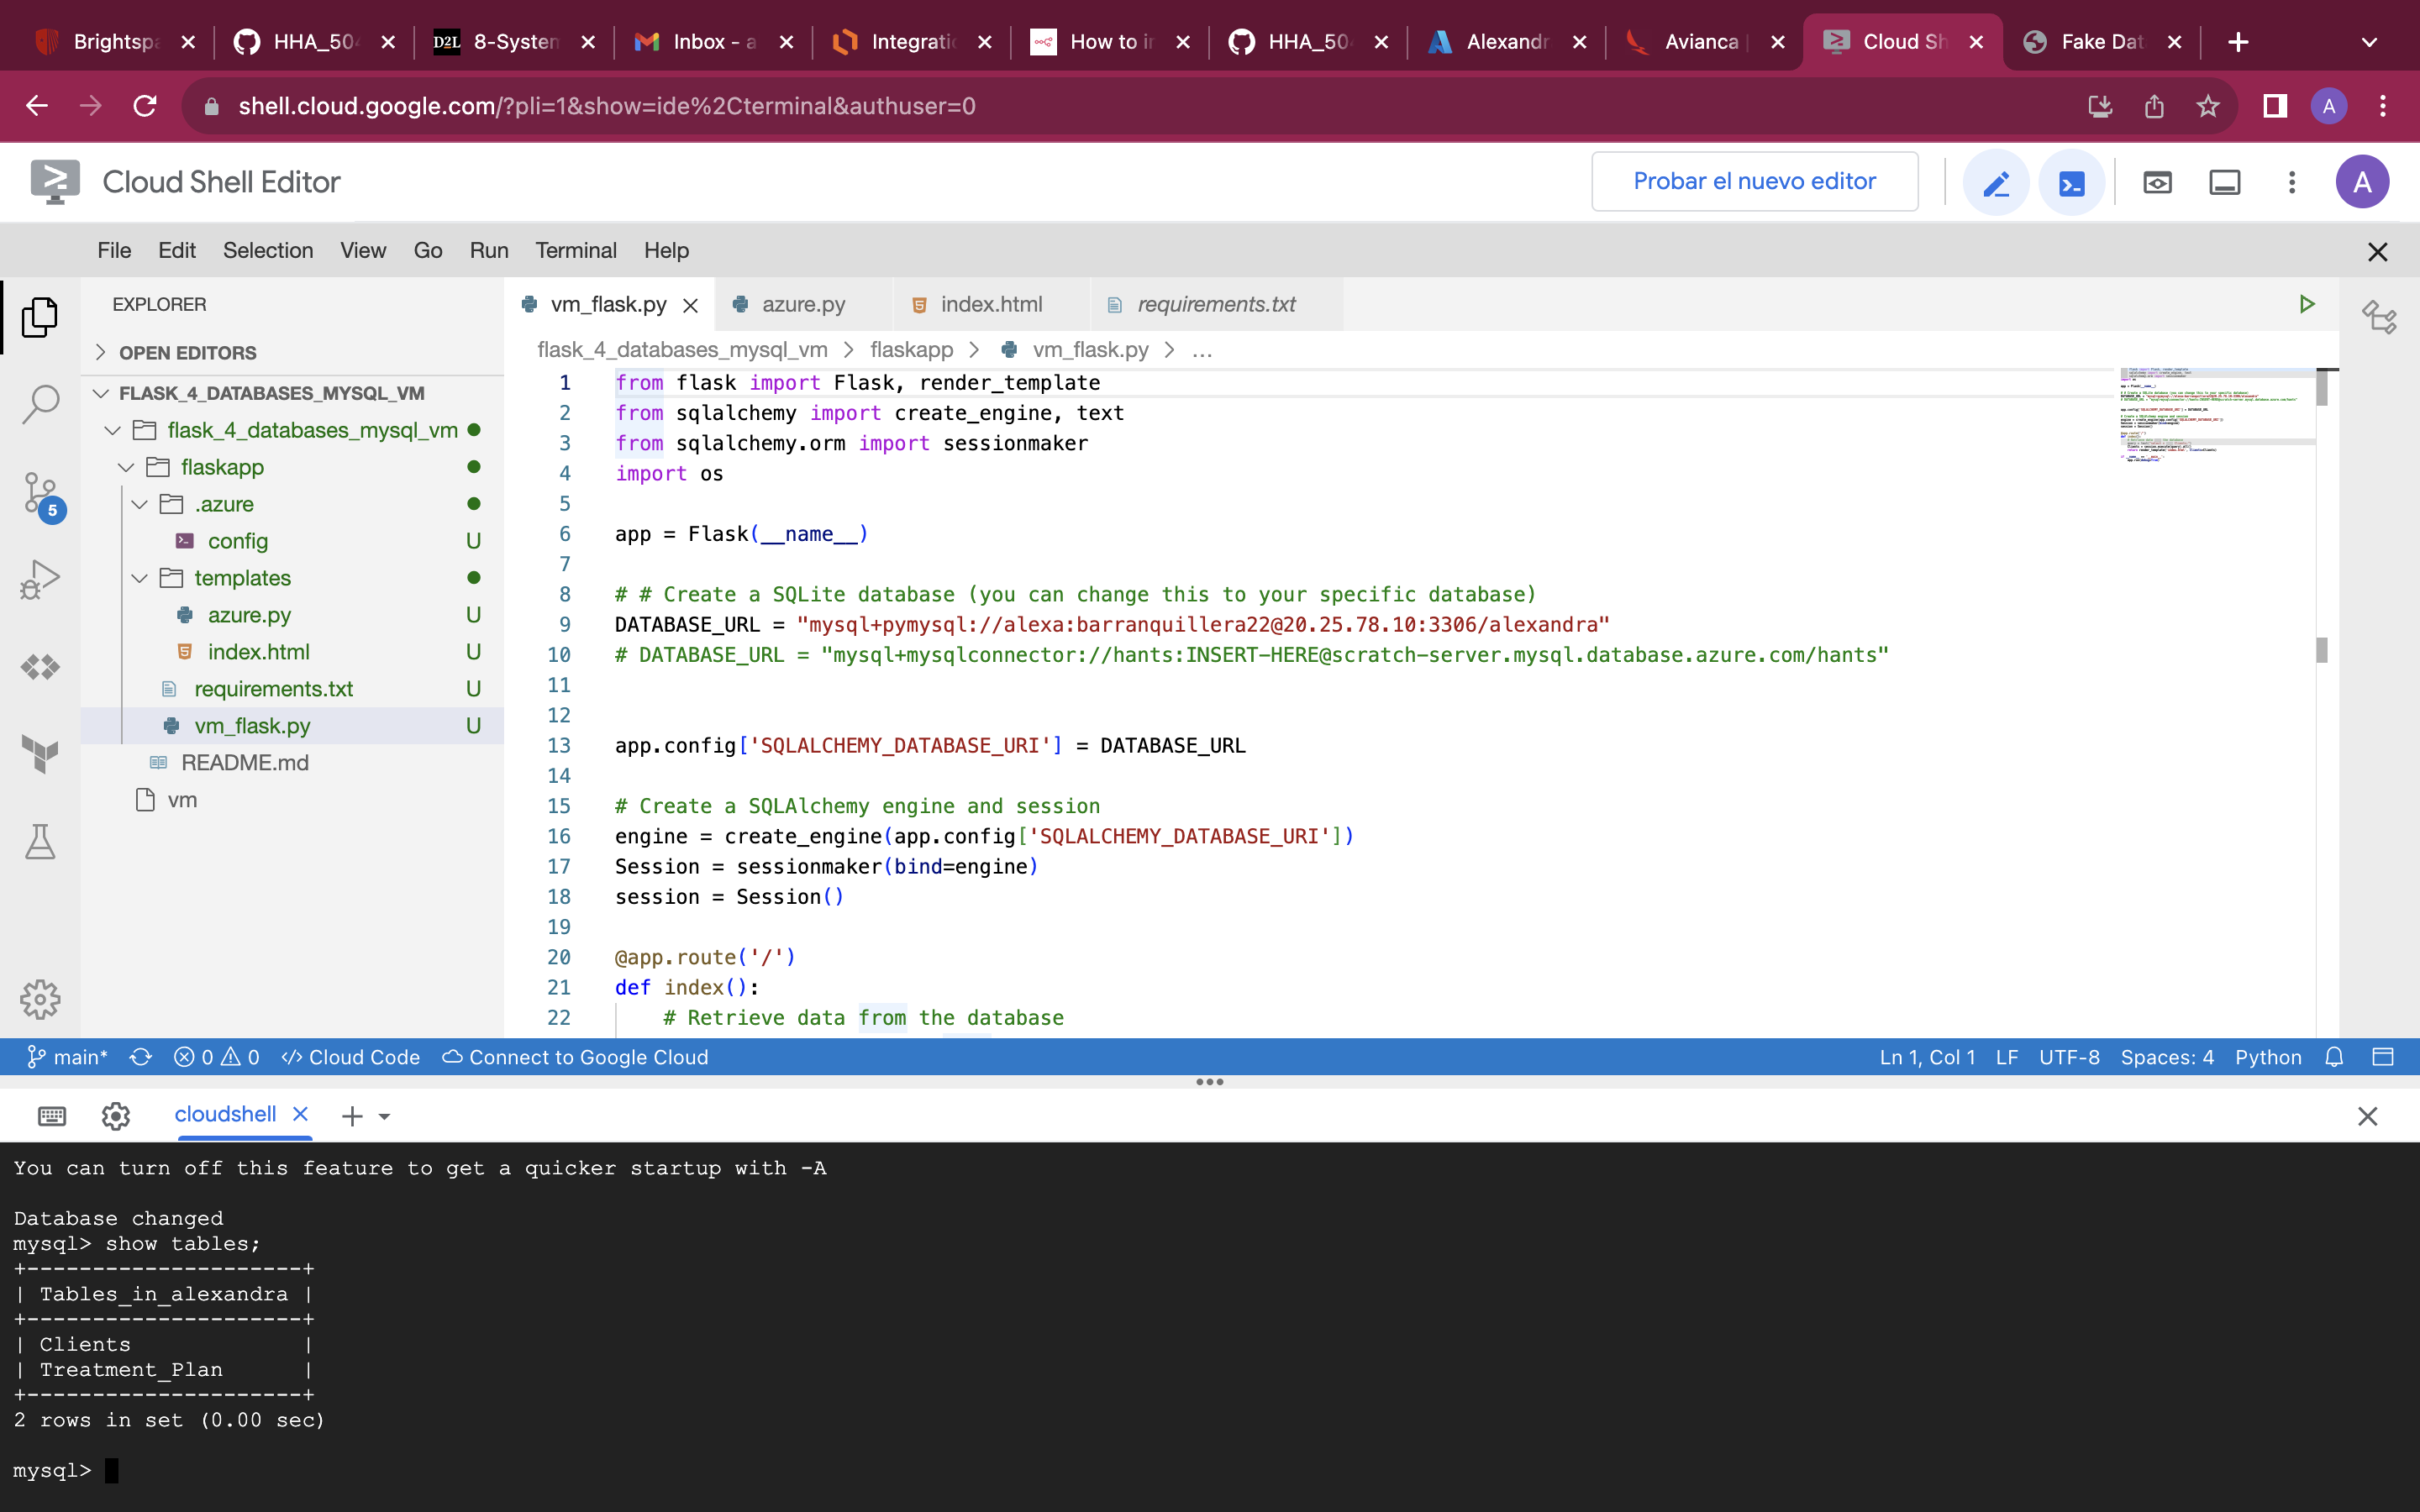 Brightspa
HHA_504
8-System
Inbox - a
Integratio
How to in
HHA_504
Alexandr
Avianca
Cloud Sh
Fake Dat
shell.cloud.google.com/?pli=1&show=ide%2Cterminal&authuser=0
A
Cloud Shell Editor
Probar el nuevo editor
A
File Edit Selection View Go Run Terminal Help
EXPLORER
OPEN EDITORS
FLASK_4_DATABASES_MYSQL_VM
flask_4_databases_mysql_vm
flaskapp
.azure
config U
templates
azure.py U
index.html U
requirements.txt U
vm_flask.py U
README.md
vm
5
vm_flask.py
azure.py
index.html
requirements.txt
flask_4_databases_mysql_vm > flaskapp > vm_flask.py > ...
1 from flask import Flask, render_template
2 from sqlalchemy import create_engine, text
3 from sqlalchemy.orm import sessionmaker
4 import os
5
6 app = Flask(__name__)
7
8 # # Create a SQLite database (you can change this to your specific database)
9 DATABASE_URL = "mysql+pymysql://alexa:barranquillera22@20.25.78.10:3306/alexandra"
10 # DATABASE_URL = "mysql+mysqlconnector://hants:INSERT-HERE@scratch-server.mysql.database.azure.com/hants"
11
12
13 app.config['SQLALCHEMY_DATABASE_URI'] = DATABASE_URL
14
15 # Create a SQLAlchemy engine and session
16 engine = create_engine(app.config['SQLALCHEMY_DATABASE_URI'])
17 Session = sessionmaker(bind=engine)
18 session = Session()
19
20 @app.route('/')
21 def index():
22 # Retrieve data from the database
main* 0 0 Cloud Code Connect to Google Cloud Ln 1, Col 1 LF UTF-8 Spaces: 4 Python
cloudshell
You can turn off this feature to get a quicker startup with -A
Database changed
mysql> show tables;
+---------------------+
| Tables_in_alexandra |
+---------------------+
| Clients |
| Treatment_Plan |
+---------------------+
2 rows in set (0.00 sec)
mysql>